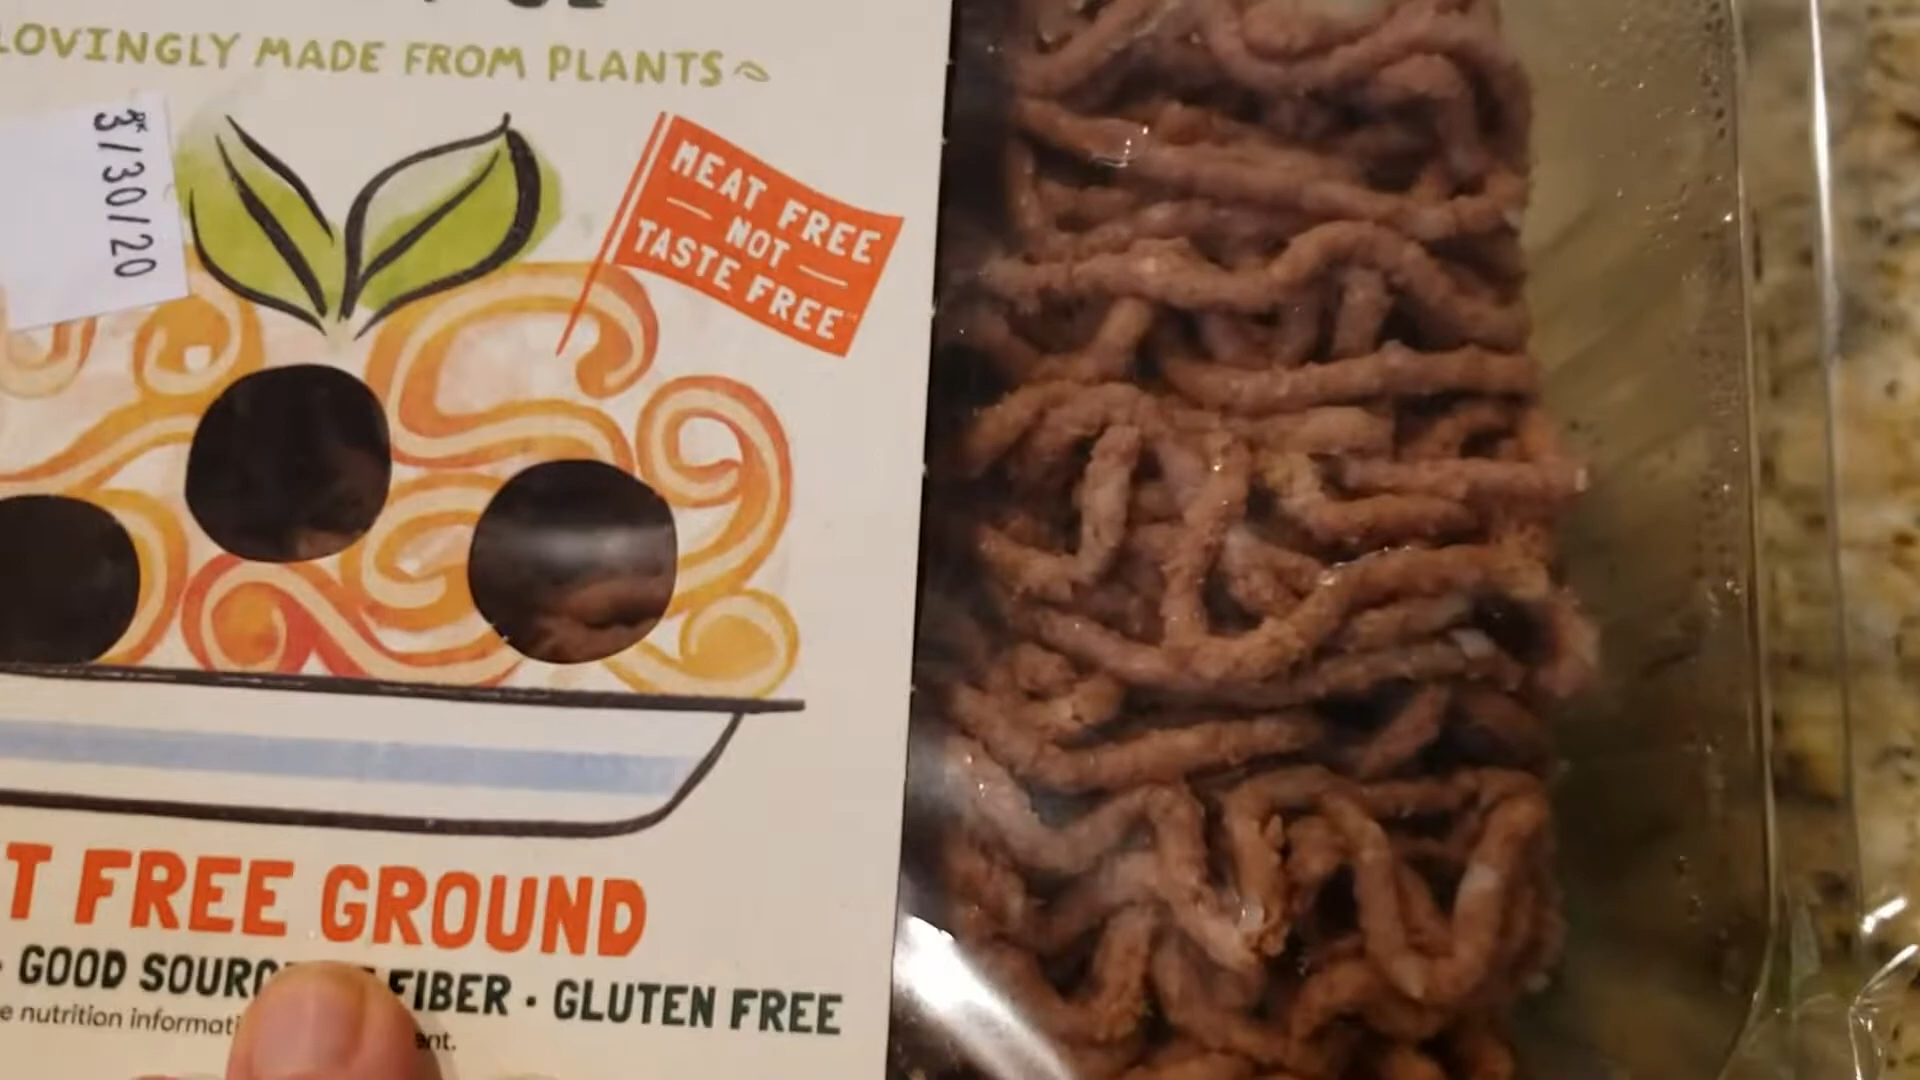 LOVINGLY MADE FROM PLANTS
3/30/20
MEAT FREE
NOT
TASTE FREE
T FREE GROUND
· GOOD SOURC FIBER · GLUTEN FREE
e nutrition informati ent.